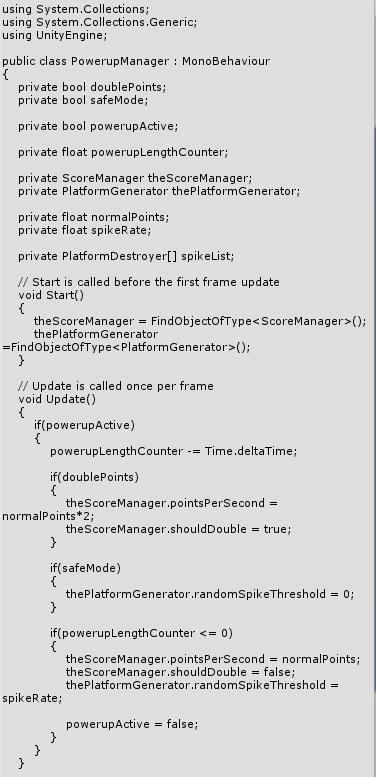 using System.Collections;
using System.Collections.Generic;
using UnityEngine;

public class PowerupManager : MonoBehaviour
{
    private bool doublePoints;
    private bool safeMode;

    private bool powerupActive;

    private float powerupLengthCounter;

    private ScoreManager theScoreManager;
    private PlatformGenerator thePlatformGenerator;

    private float normalPoints;
    private float spikeRate;

    private PlatformDestroyer[] spikeList;

    // Start is called before the first frame update
    void Start()
    {
        theScoreManager = FindObjectOfType<ScoreManager>();
        thePlatformGenerator
=FindObjectOfType<PlatformGenerator>();
    }

    // Update is called once per frame
    void Update()
    {
        if(powerupActive)
        {
            powerupLengthCounter -= Time.deltaTime;

            if(doublePoints)
            {
                theScoreManager.pointsPerSecond =
normalPoints*2;
                theScoreManager.shouldDouble = true;
            }

            if(safeMode)
            {
                thePlatformGenerator.randomSpikeThreshold = 0;
            }

            if(powerupLengthCounter <= 0)
            {
                theScoreManager.pointsPerSecond = normalPoints;
                theScoreManager.shouldDouble = false;
                thePlatformGenerator.randomSpikeThreshold =
spikeRate;

                powerupActive = false;
            }
        }
    }